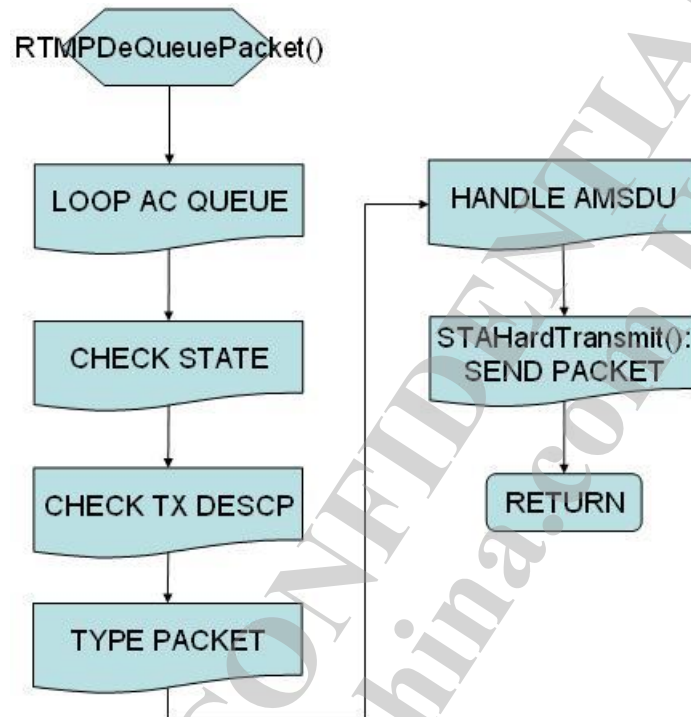 RTMPDeQueuePacket()
LOOP AC QUEUE
CHECK STATE
CHECK TX DESCP
TYPE PACKET
HANDLE AMSDU
STAHardTransmit():
SEND PACKET
RETURN